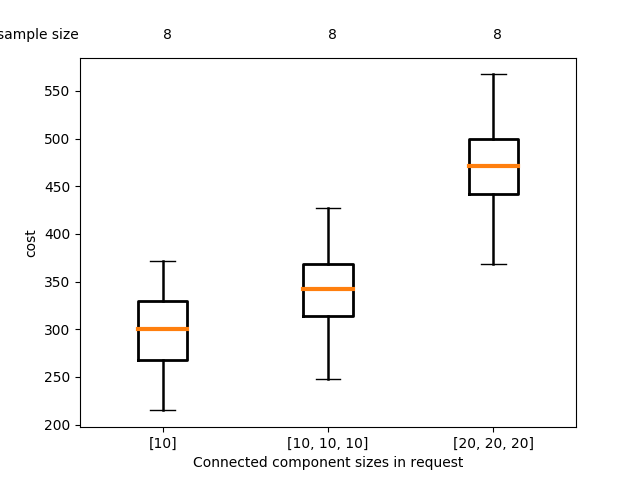 sample size 8 8 8
550
500
450
400
350
300
250
200
cost
[10] [10, 10, 10] [20, 20, 20]
Connected component sizes in request